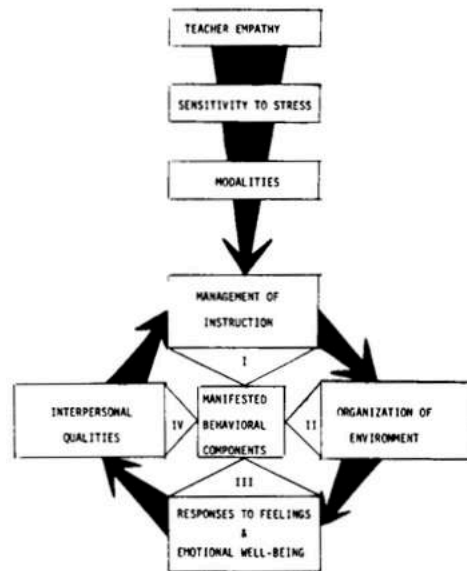 TEACHER EMPATHY
SENSITIVITY TO STRESS
MODALITIES
MANAGEMENT OF
INSTRUCTION
I
INTERPERSONAL
QUALITIES
IV
MANIFESTED
BEHAVIORAL
COMPONENTS
II
ORGANIZATION OF
ENVIRONMENT
III
RESPONSES TO FEELINGS
&
EMOTIONAL WELL-BEING